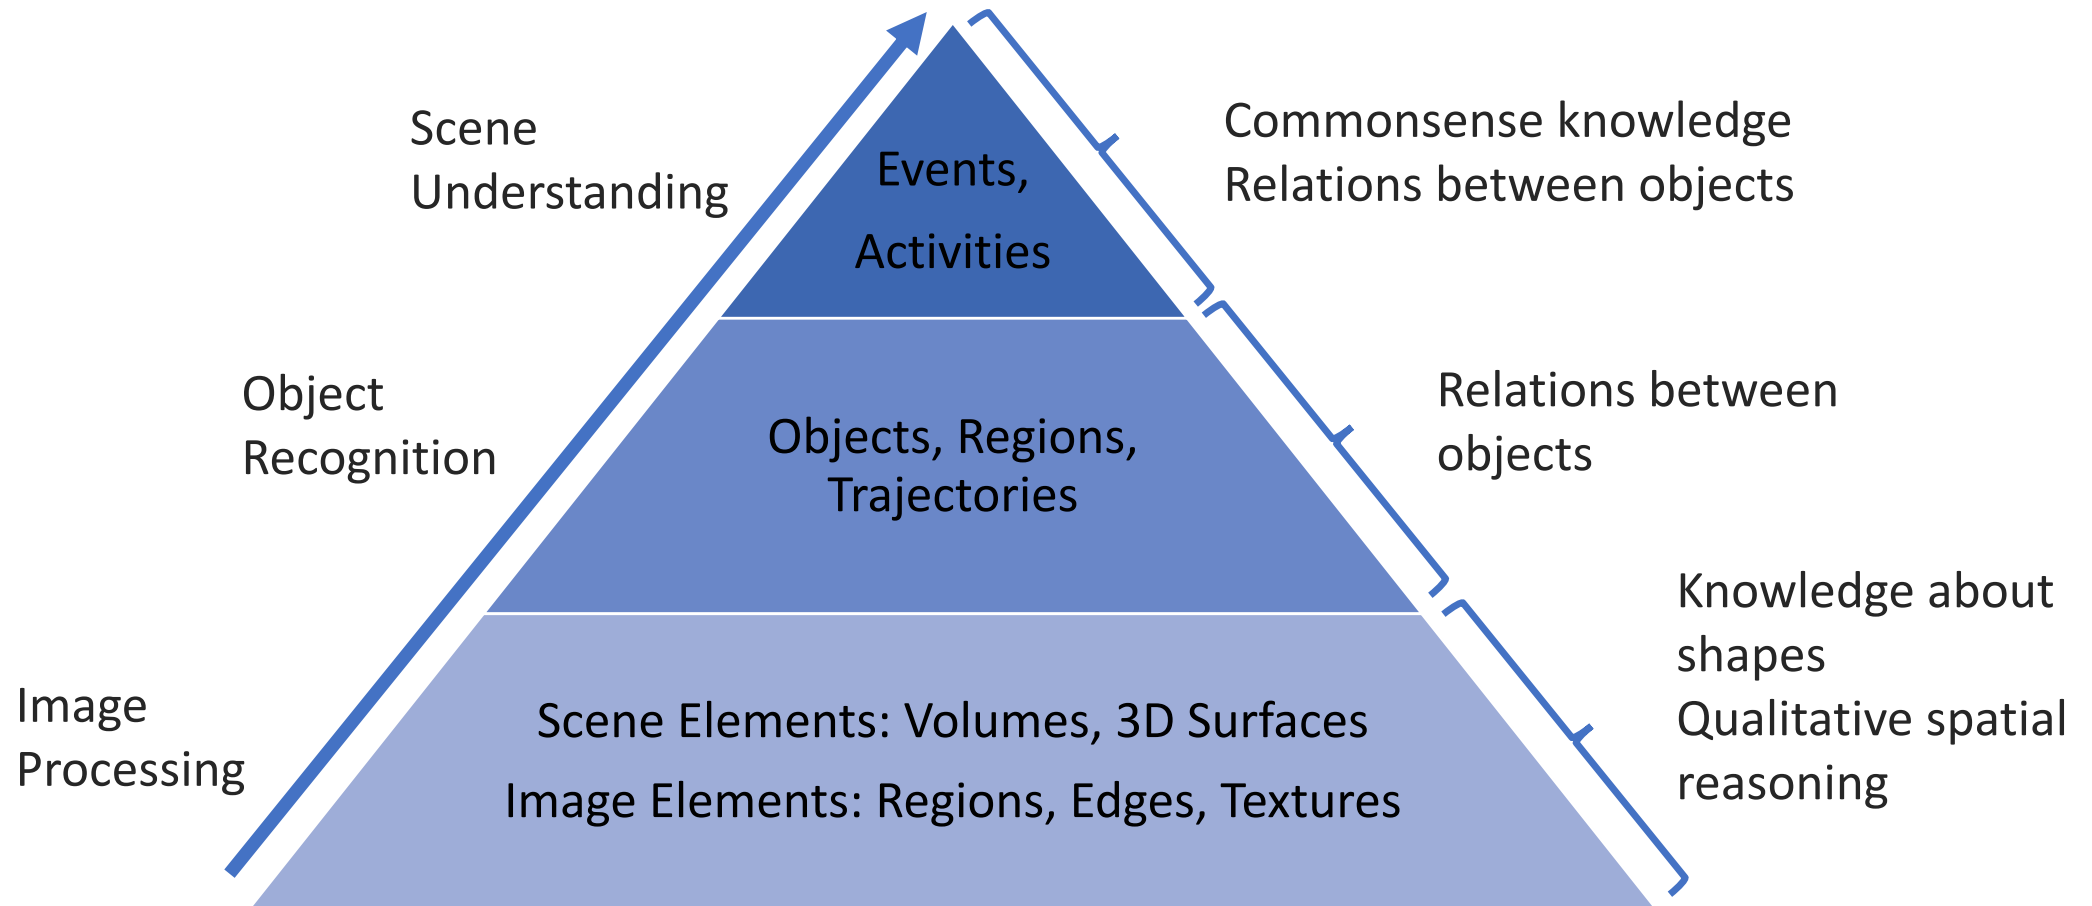 Scene
Understanding
Events,
Activities
Commonsense knowledge
Relations between objects
Object
Recognition
Objects, Regions,
Trajectories
Relations between
objects
Image
Processing
Scene Elements: Volumes, 3D Surfaces
Image Elements: Regions, Edges, Textures
Knowledge about
shapes
Qualitative spatial
reasoning